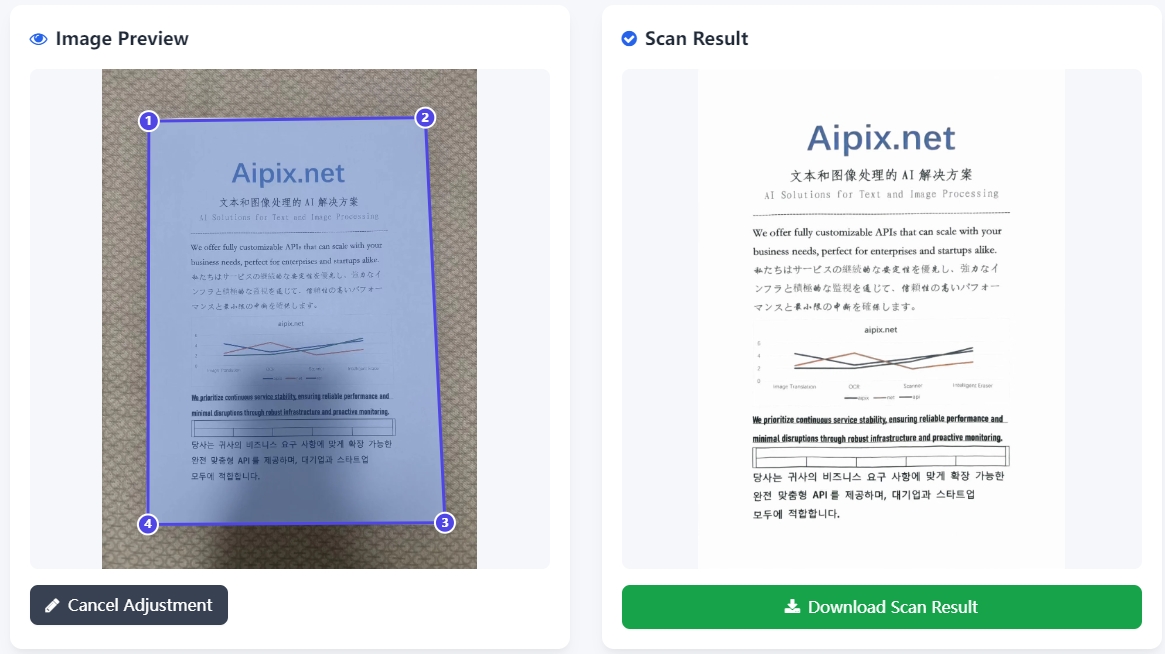 Image Preview
1
2
Aipix.net
文本和图像处理的 AI 解决方案
AI Solutions for Text and Image Processing
We offer fully customizable APIs that can scale with your
business needs, perfect for enterprises and startups alike.
私たちはサービスの継続的な安定性を優先し、強力なイ
ンフラと積極的な監視を通じて、信頼性の高いパフォー
マンスと最小限の中断を確保します。
aipix.net
6
4
2
0
Image Translation
OCR
Scanner
Intelligent Eraser
We prioritize continuous service stability, ensuring reliable performance and
minimal disruptions through robust infrastructure and proactive monitoring.
당사는 귀사의 비즈니스 요구 사항에 맞게 확장 가능한
완전 맞춤형 API 를 제공하며, 대기업과 스타트업
모두에 적합합니다.
4
3
Cancel Adjustment
Scan Result
Aipix.net
文本和图像处理的 AI 解决方案
AI Solutions for Text and Image Processing
We offer fully customizable APIs that can scale with your
business needs, perfect for enterprises and startups alike.
私たちはサービスの継続的な安定性を優先し、強力なイ
ンフラと積極的な監視を通じて、信頼性の高いパフォー
マンスと最小限の中断を確保します。
aipix.net
6
4
2
0
Image Translation
OCR
Scanner
Intelligent Eraser
aipix net api
We prioritize continuous service stability, ensuring reliable performance and
minimal disruptions through robust infrastructure and proactive monitoring.
당사는 귀사의 비즈니스 요구 사항에 맞게 확장 가능한
완전 맞춤형 API 를 제공하며, 대기업과 스타트업
모두에 적합합니다.
Download Scan Result